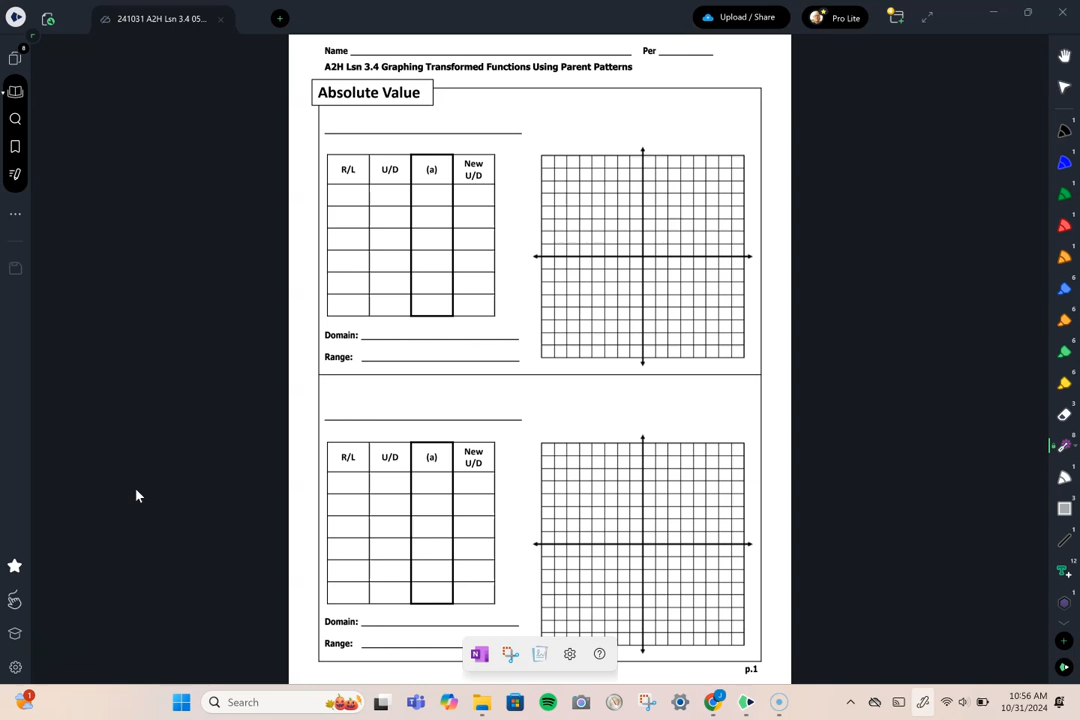 241031 A2H Lsn 3.4 05...
Upload / Share
Pro Lite
Name
Per
A2H Lsn 3.4 Graphing Transformed Functions Using Parent Patterns
Absolute Value
R/L
U/D
(a)
New
U/D
Domain:
Range:
R/L
U/D
(a)
New
U/D
Domain:
Range:
p.1
Search
10:56 AM
10/31/2024